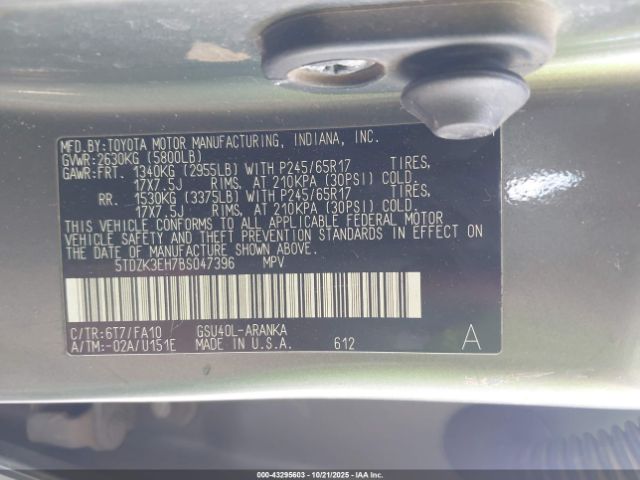 MFD.BY:TOYOTA MOTOR MANUFACTURING, INDIANA, INC.
GVWR:2630KG (5800LB)
GAWR:FRT. 1340KG (2955LB) WITH P245/65R17 TIRES,
17X7.5J RIMS, AT 210KPA (30PSI) COLD.
RR. 1530KG (3375LB) WITH P245/65R17 TIRES,
17X7.5J RIMS, AT 210KPA (30PSI) COLD.
THIS VEHICLE CONFORMS TO ALL APPLICABLE FEDERAL MOTOR
VEHICLE SAFETY AND THEFT PREVENTION STANDARDS IN EFFECT ON
THE DATE OF MANUFACTURE SHOWN ABOVE.
5TDZK3EH7BS047396 MPV
C/TR:6T7/FA10 GSU40L-ARANKA
A/TM:-02A/U151E MADE IN U.S.A. 612 A
000-43295603 - 10/21/2025 - COPYRIGHT IAA, LLC.